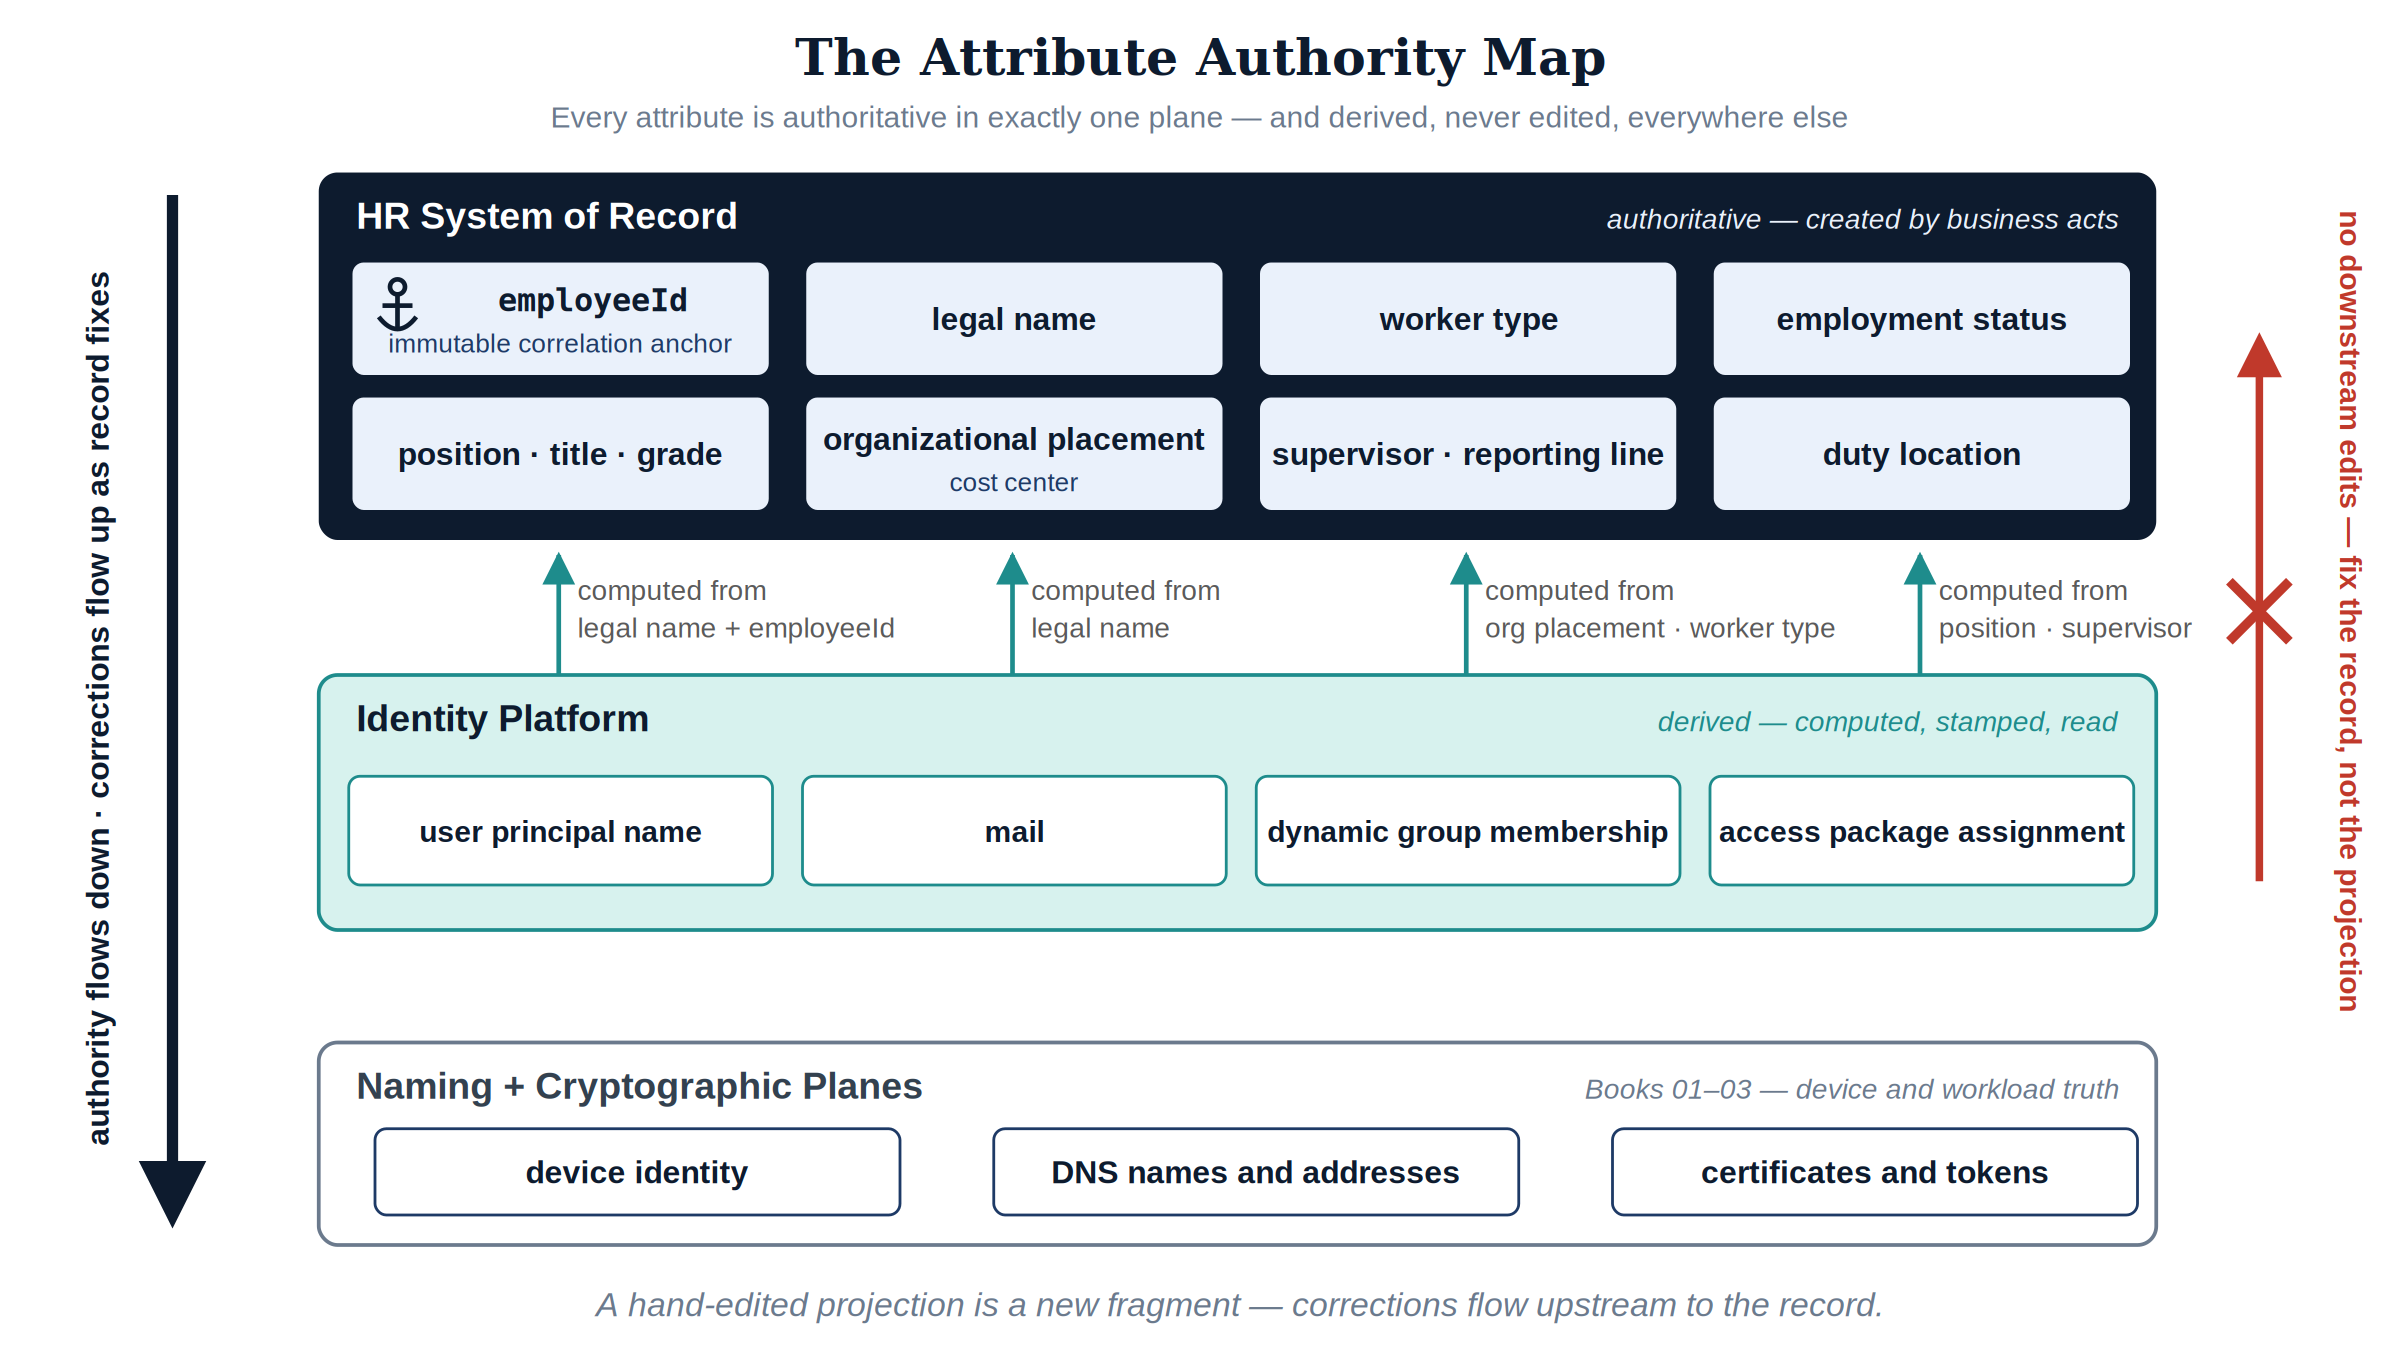 The Attribute Authority Map
Every attribute is authoritative in exactly one plane — and derived, never edited, everywhere else
authority flows down · corrections flow up as record fixes
HR System of Record
authoritative — created by business acts
employeeId
immutable correlation anchor
legal name
worker type
employment status
position · title · grade
organizational placement
cost center
supervisor · reporting line
duty location
computed from
legal name + employeeId
computed from
legal name
computed from
org placement · worker type
computed from
position · supervisor
no downstream edits — fix the record, not the projection
Identity Platform
derived — computed, stamped, read
user principal name
mail
dynamic group membership
access package assignment
Naming + Cryptographic Planes
Books 01–03 — device and workload truth
device identity
DNS names and addresses
certificates and tokens
A hand-edited projection is a new fragment — corrections flow upstream to the record.